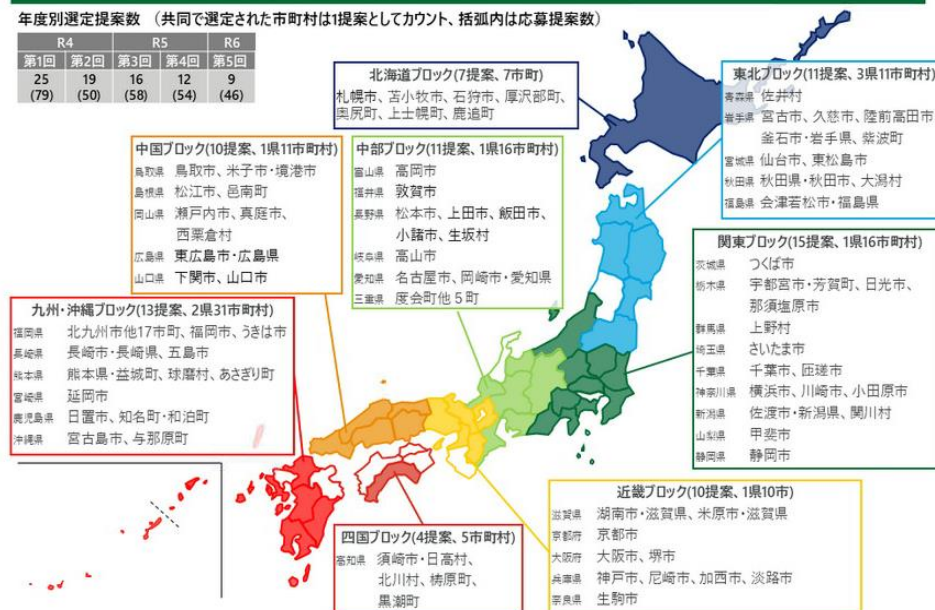 年度別選定提案数 (共同で選定された市町村は1提案としてカウント、括弧内は応募提案数)
R4 R5 R6
第1回 第2回 第3回 第4回 第5回
25 19 16 12 9
(79) (50) (58) (54) (46)
北海道ブロック(7提案、7市町)
札幌市、苫小牧市、石狩市、厚沢部町、
奥尻町、上士幌町、鹿追町
東北ブロック(11提案、3県11市町村)
青森県 佐井村
岩手県 宮古市、久慈市、陸前高田市
釜石市・岩手県、紫波町
宮城県 仙台市、東松島市
秋田県 秋田県・秋田市、大潟村
福島県 会津若松市・福島県
中国ブロック(10提案、1県11市町村)
鳥取県 鳥取市、米子市・境港市
島根県 松江市、邑南町
岡山県 瀬戸内市、真庭市、
西粟倉村
広島県 東広島市・広島県
山口県 下関市、山口市
中部ブロック(11提案、1県16市町村)
富山県 高岡市
福井県 敦賀市
長野県 松本市、上田市、飯田市、
小諸市、生坂村
岐阜県 高山市
愛知県 名古屋市、岡崎市・愛知県
三重県 度会町他5町
関東ブロック(15提案、1県16市町村)
茨城県 つくば市
栃木県 宇都宮市・芳賀町、日光市、
那須塩原市
群馬県 上野村
埼玉県 さいたま市
千葉県 千葉市、匝瑳市
神奈川県 横浜市、川崎市、小田原市
新潟県 佐渡市・新潟県、関川村
山梨県 甲斐市
静岡県 静岡市
九州・沖縄ブロック(13提案、2県31市町村)
福岡県 北九州市他17市町、福岡市、うきは市
長崎県 長崎市・長崎県、五島市
熊本県 熊本県・益城町、球磨村、あさぎり町
宮崎県 延岡市
鹿児島県 日置市、知名町・和泊町
沖縄県 宮古島市、与那原町
四国ブロック(4提案、5市町村)
高知県 須崎市・日高村、
北川村、梼原町、
黒潮町
近畿ブロック(10提案、1県10市)
滋賀県 湖南市・滋賀県、米原市・滋賀県
京都府 京都市
大阪府 大阪市、堺市
兵庫県 神戸市、尼崎市、加西市、淡路市
奈良県 生駒市